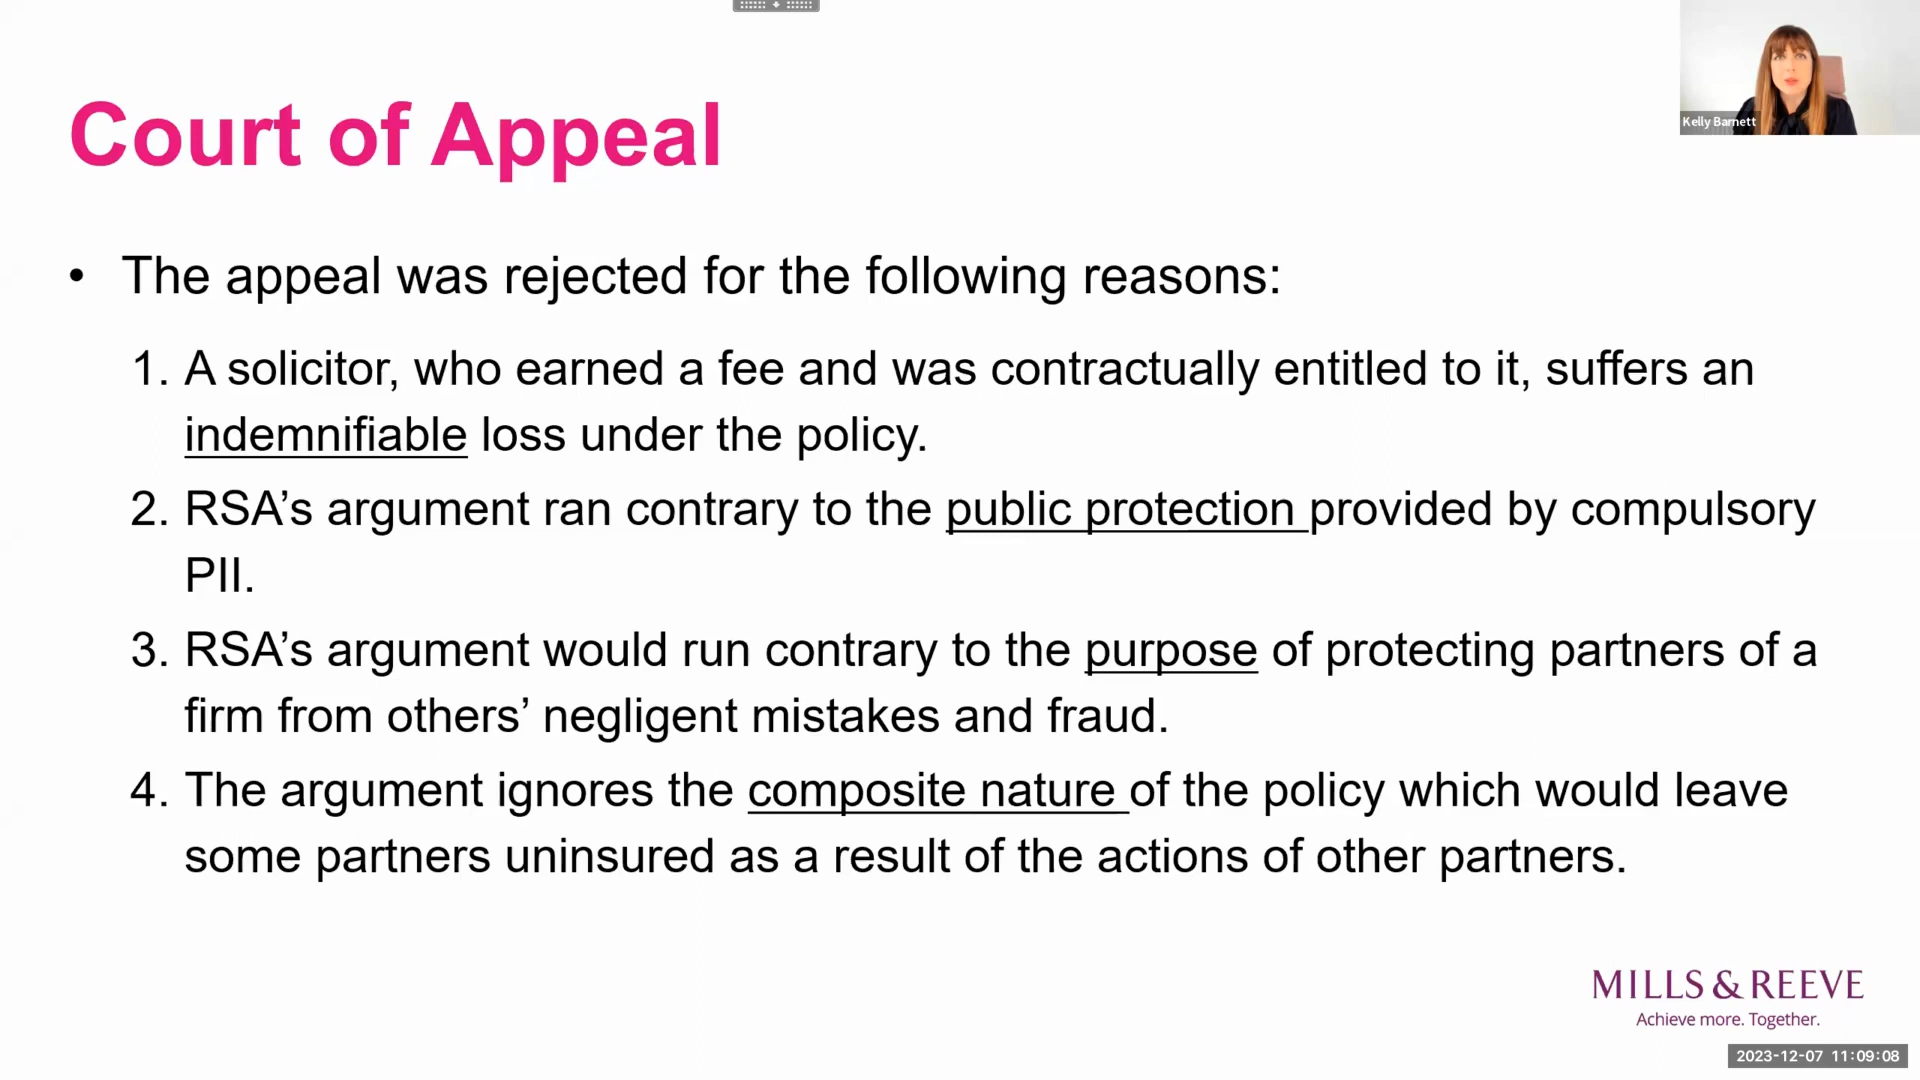 Kelly Barnett
Court of Appeal
• The appeal was rejected for the following reasons:
1. A solicitor, who earned a fee and was contractually entitled to it, suffers an
indemnifiable loss under the policy.
2. RSA’s argument ran contrary to the public protection provided by compulsory
PII.
3. RSA’s argument would run contrary to the purpose of protecting partners of a
firm from others’ negligent mistakes and fraud.
4. The argument ignores the composite nature of the policy which would leave
some partners uninsured as a result of the actions of other partners.
MILLS & REEVE
Achieve more. Together.
2023-12-07 11:09:08